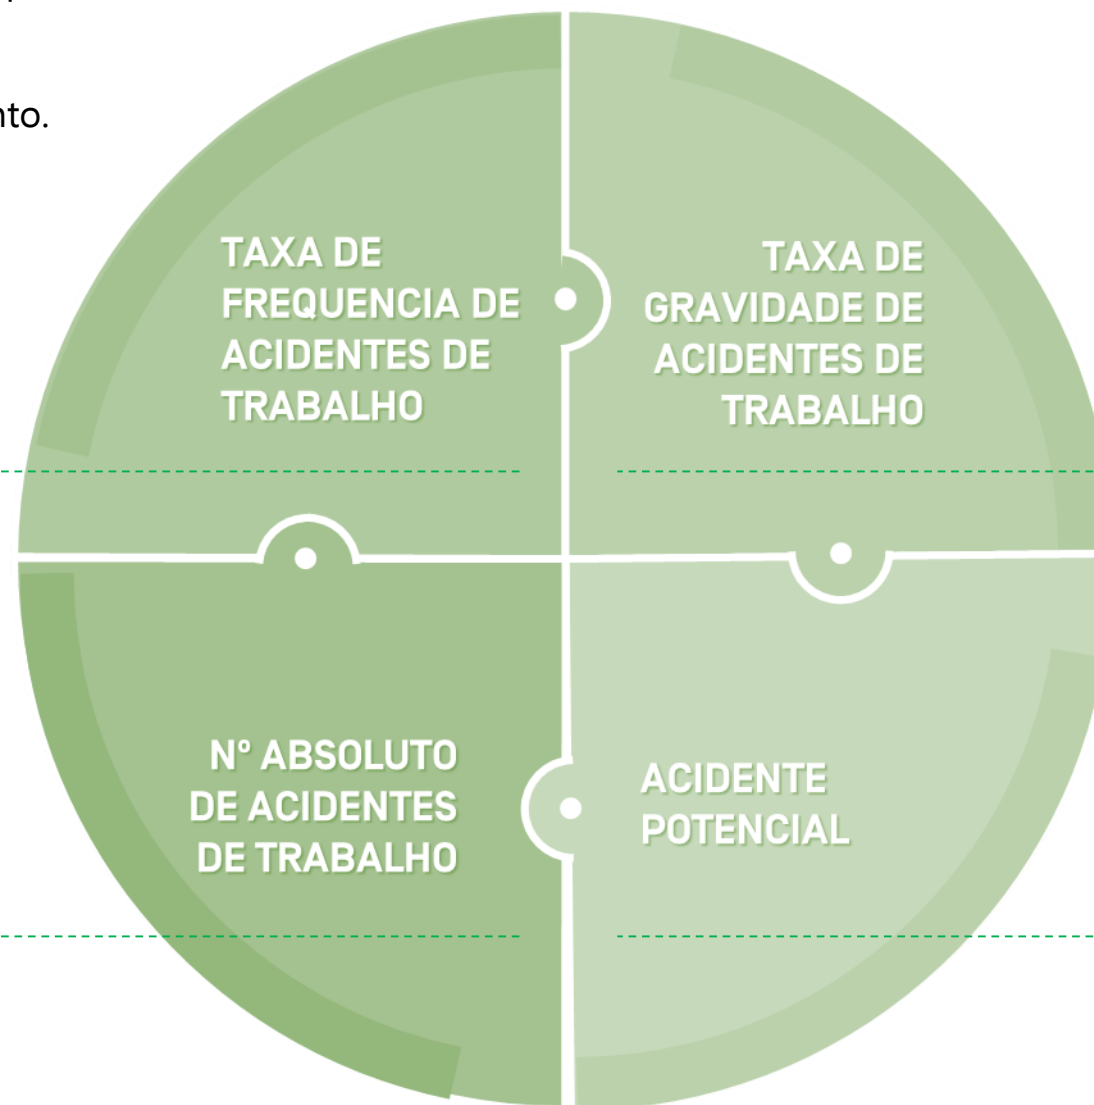 nto.
TAXA DE
FREQUENCIA DE
ACIDENTES DE
TRABALHO
TAXA DE
GRAVIDADE DE
ACIDENTES DE
TRABALHO
Nº ABSOLUTO
DE ACIDENTES
DE TRABALHO
ACIDENTE
POTENCIAL